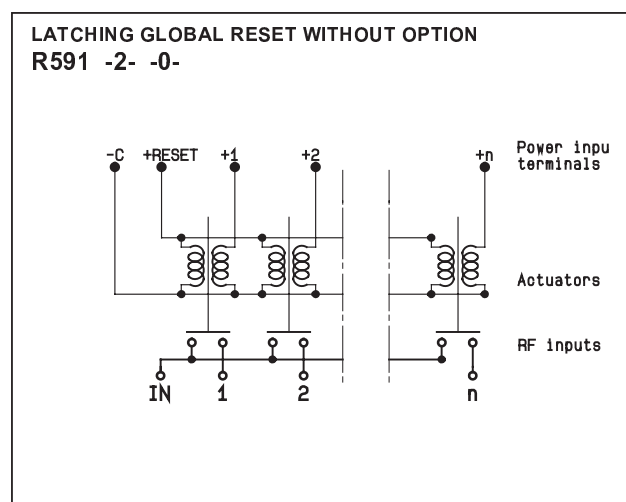 LATCHING GLOBAL RESET WITHOUT OPTION
R591 -2- -0-
-C +RESET +1 +2 +n
Power inpu
terminals
Actuators
RF inputs
IN 1 2 n